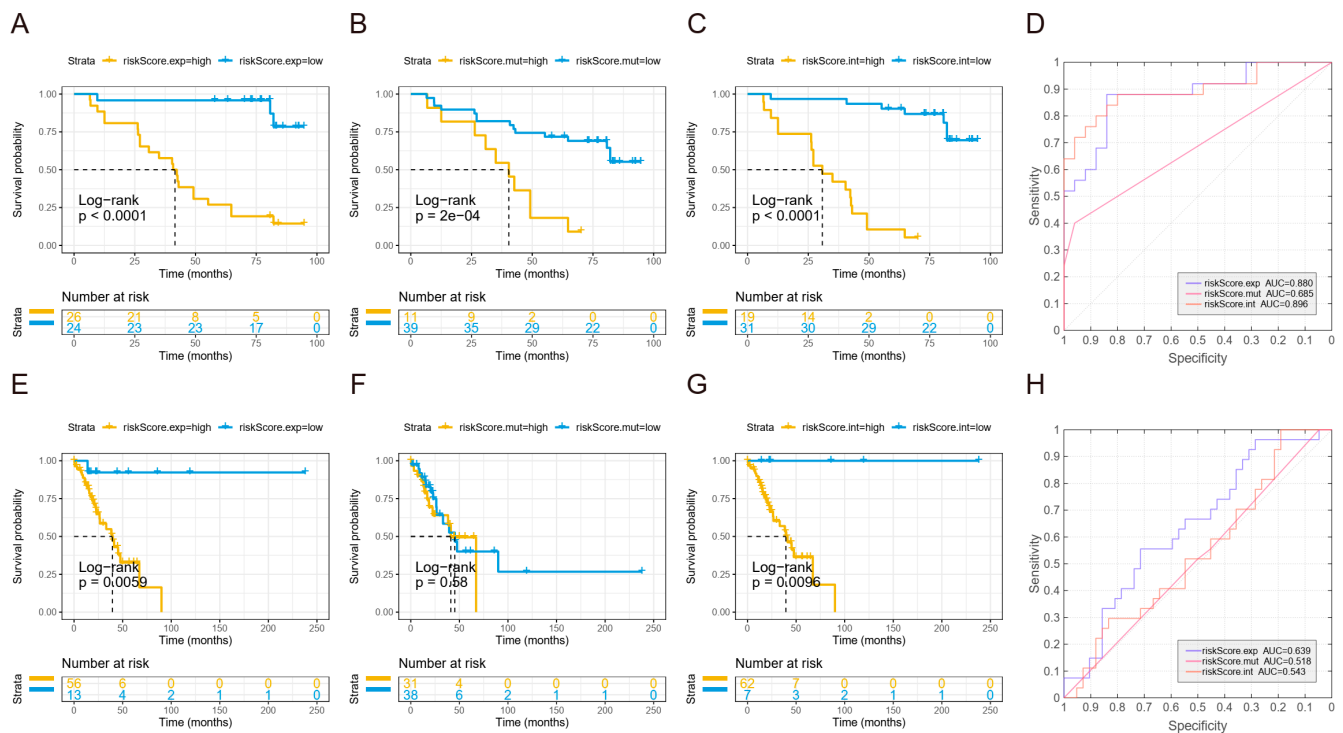 A
Strata riskScore.exp=high riskScore.exp=low
Survival probability
1.00
0.75
0.50
0.25
0.00
Log−rank
p < 0.0001
0 25 50 75 100
Time (months)
Number at risk
Strata
26 21 8 5 0
24 23 23 17 0
0 25 50 75 100
Time (months)
B
Strata riskScore.mut=high riskScore.mut=low
Survival probability
1.00
0.75
0.50
0.25
0.00
Log−rank
p = 2e−04
0 25 50 75 100
Time (months)
Number at risk
Strata
11 9 2 0 0
39 35 29 22 0
0 25 50 75 100
Time (months)
C
Strata riskScore.int=high riskScore.int=low
Survival probability
1.00
0.75
0.50
0.25
0.00
Log−rank
p < 0.0001
0 25 50 75 100
Time (months)
Number at risk
Strata
19 14 2 0 0
31 30 29 22 0
0 25 50 75 100
Time (months)
D
Sensitivity
1
0.9
0.8
0.7
0.6
0.5
0.4
0.3
0.2
0.1
0
riskScore.exp AUC=0.880
riskScore.mut AUC=0.685
riskScore.int AUC=0.896
1 0.9 0.8 0.7 0.6 0.5 0.4 0.3 0.2 0.1 0
Specificity
E
Strata riskScore.exp=high riskScore.exp=low
Survival probability
1.00
0.75
0.50
0.25
0.00
Log−rank
p = 0.0059
0 50 100 150 200 250
Time (months)
Number at risk
Strata
56 6 0 0 0 0
13 4 2 1 1 0
0 50 100 150 200 250
Time (months)
F
Strata riskScore.mut=high riskScore.mut=low
Survival probability
1.00
0.75
0.50
0.25
0.00
Log−rank
p = 0.58
0 50 100 150 200 250
Time (months)
Number at risk
Strata
31 4 0 0 0 0
38 6 2 1 1 0
0 50 100 150 200 250
Time (months)
G
Strata riskScore.int=high riskScore.int=low
Survival probability
1.00
0.75
0.50
0.25
0.00
Log−rank
p = 0.0096
0 50 100 150 200 250
Time (months)
Number at risk
Strata
62 7 0 0 0 0
7 3 2 1 1 0
0 50 100 150 200 250
Time (months)
H
Sensitivity
1
0.9
0.8
0.7
0.6
0.5
0.4
0.3
0.2
0.1
0
riskScore.exp AUC=0.639
riskScore.mut AUC=0.518
riskScore.int AUC=0.543
1 0.9 0.8 0.7 0.6 0.5 0.4 0.3 0.2 0.1 0
Specificity